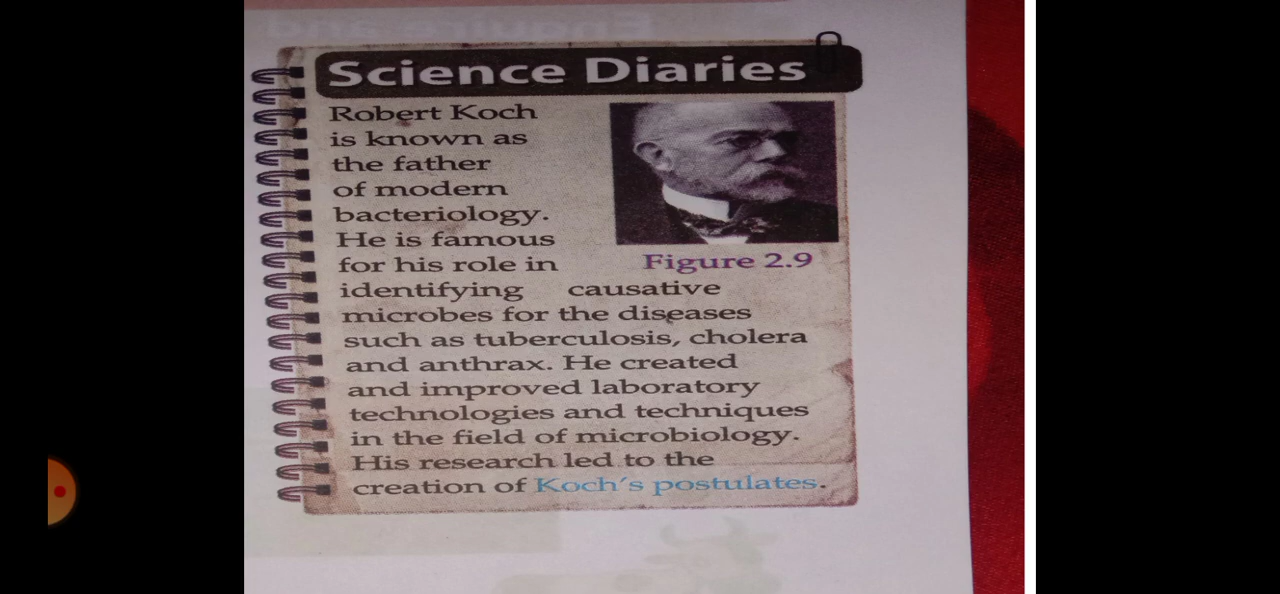 Science Diaries
Robert Koch
is known as
the father
of modern
bacteriology.
He is famous
for his role in
Figure 2.9
identifying causative
microbes for the diseases
such as tuberculosis, cholera
and anthrax. He created
and improved laboratory
technologies and techniques
in the field of microbiology.
His research led to the
creation of Koch's postulates.